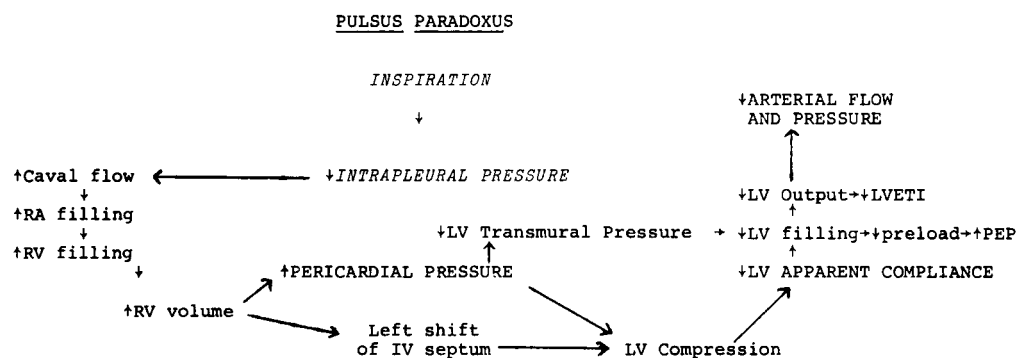 PULSUS PARADOXUS
INSPIRATION
↓
↓ARTERIAL FLOW
AND PRESSURE
↑Caval flow
↓INTRAPLEURAL PRESSURE
↓
↓LV Output→↓LVETI
↑RA filling
↑
↓
↓LV Transmural Pressure → ↓LV filling→↓preload→↑PEP
↑RV filling
↑
↓
↑PERICARDIAL PRESSURE
↓LV APPARENT COMPLIANCE
↑RV volume
Left shift
of IV septum
LV Compression